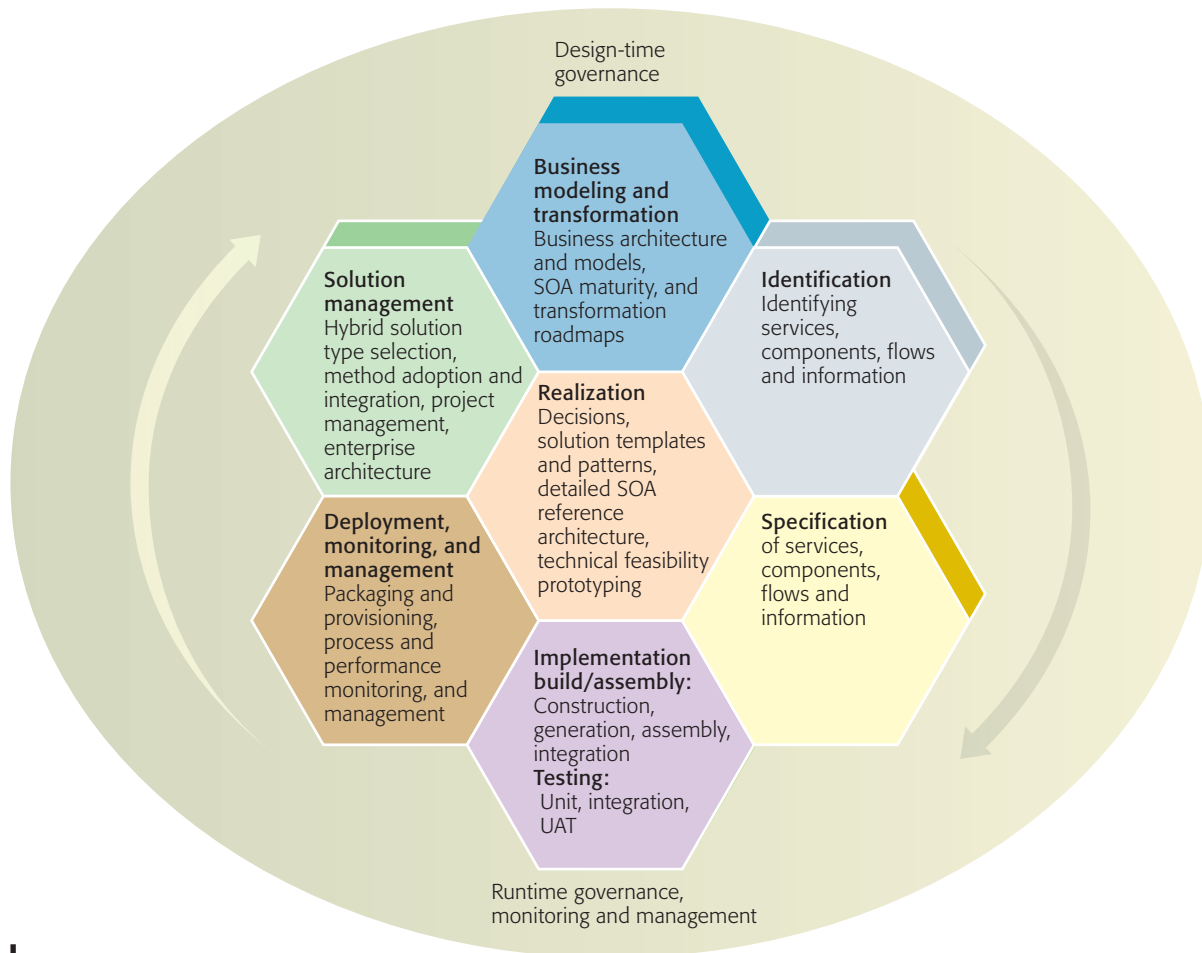 Design-time
governance
Business
modeling and
transformation
Business architecture
and models,
SOA maturity, and
transformation
roadmaps
Solution
management
Hybrid solution
type selection,
method adoption and
integration, project
management,
enterprise
architecture
Identification
Identifying
services,
components, flows
and information
Realization
Decisions,
solution templates
and patterns,
detailed SOA
reference
architecture,
technical feasibility
prototyping
Deployment,
monitoring, and
management
Packaging and
provisioning,
process and
performance
monitoring, and
management
Specification
of services,
components,
flows and
information
Implementation
build/assembly:
Construction,
generation, assembly,
integration
Testing:
Unit, integration,
UAT
Runtime governance,
monitoring and management